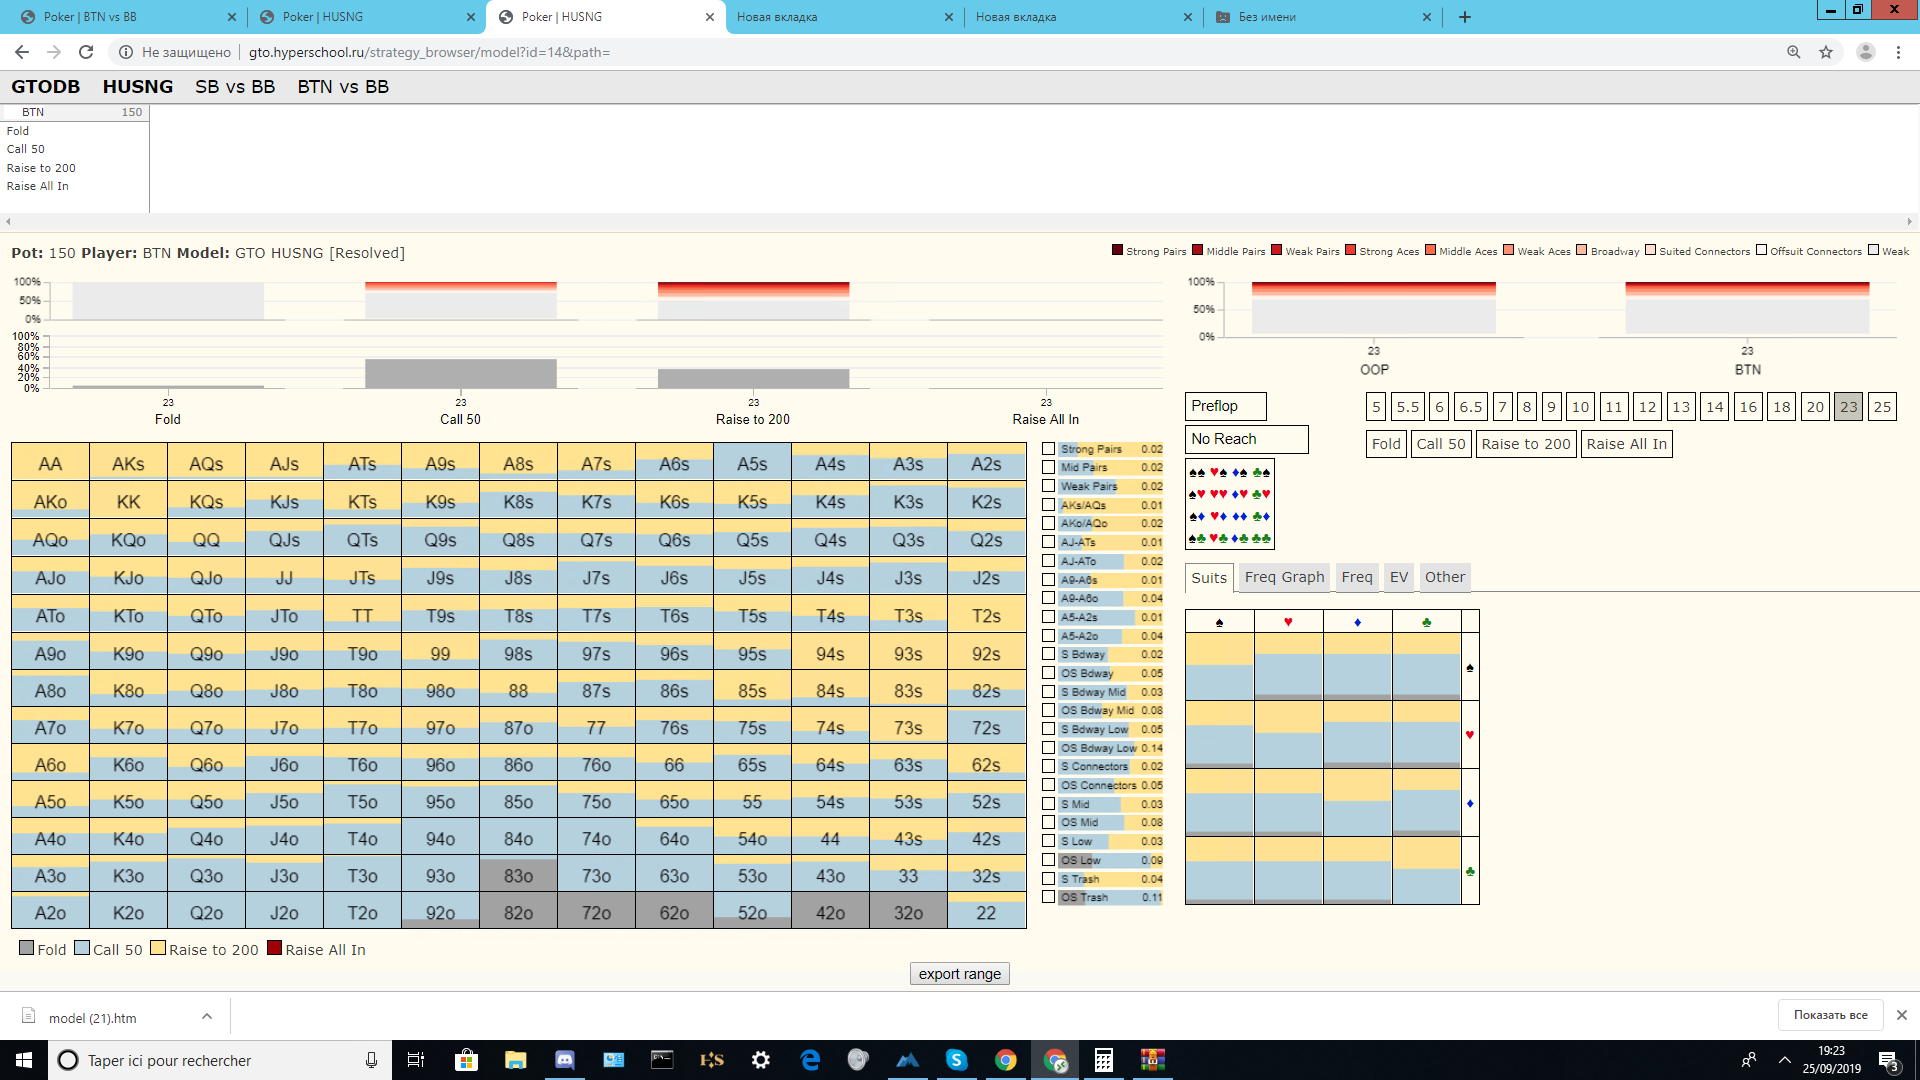 Poker | BTN vs BB
Poker | HUSNG
Poker | HUSNG
Новая вкладка
Новая вкладка
Без имени
Не защищено
gto.hyperschool.ru/strategy_browser/model?id=14&path=
GTODB HUSNG SB vs BB BTN vs BB
BTN 150
Fold
Call 50
Raise to 200
Raise All In
Pot: 150 Player: BTN Model: GTO HUSNG [Resolved]
Strong Pairs Middle Pairs Weak Pairs Strong Aces Middle Aces Weak Aces Broadway Suited Connectors Offsuit Connectors Weak
100%
50%
0%
100%
80%
60%
40%
20%
0%
23 23 23 23
Fold Call 50 Raise to 200 Raise All In
100%
50%
0%
23 23
OOP BTN
Preflop
5 5.5 6 6.5 7 8 9 10 11 12 13 14 16 18 20 23 25
No Reach
Fold Call 50 Raise to 200 Raise All In
AA AKs AQs AJs ATs A9s A8s A7s A6s A5s A4s A3s A2s
AKo KK KQs KJs KTs K9s K8s K7s K6s K5s K4s K3s K2s
AQo KQo QQ QJs QTs Q9s Q8s Q7s Q6s Q5s Q4s Q3s Q2s
AJo KJo QJo JJ JTs J9s J8s J7s J6s J5s J4s J3s J2s
ATo KTo QTo JTo TT T9s T8s T7s T6s T5s T4s T3s T2s
A9o K9o Q9o J9o T9o 99 98s 97s 96s 95s 94s 93s 92s
A8o K8o Q8o J8o T8o 98o 88 87s 86s 85s 84s 83s 82s
A7o K7o Q7o J7o T7o 97o 87o 77 76s 75s 74s 73s 72s
A6o K6o Q6o J6o T6o 96o 86o 76o 66 65s 64s 63s 62s
A5o K5o Q5o J5o T5o 95o 85o 75o 65o 55 54s 53s 52s
A4o K4o Q4o J4o T4o 94o 84o 74o 64o 54o 44 43s 42s
A3o K3o Q3o J3o T3o 93o 83o 73o 63o 53o 43o 33 32s
A2o K2o Q2o J2o T2o 92o 82o 72o 62o 52o 42o 32o 22
Strong Pairs 0.02
Mid Pairs 0.02
Weak Pairs 0.02
AKs/AQs 0.01
AKo/AQo 0.02
AJ-ATs 0.01
AJ-ATo 0.02
A9-A6s 0.01
A9-A6o 0.04
A5-A2s 0.01
A5-A2o 0.04
S Bdway 0.02
OS Bdway 0.05
S Bdway Mid 0.03
OS Bdway Mid 0.08
S Bdway Low 0.05
OS Bdway Low 0.14
S Connectors 0.02
OS Connectors 0.05
S Mid 0.03
OS Mid 0.08
S Low 0.03
OS Low 0.09
S Trash 0.04
OS Trash 0.11
♠♠ ♥♠ ♦♠ ♣♠
♠♥ ♥♥ ♦♥ ♣♥
♠♦ ♥♦ ♦♦ ♣♦
♠♣ ♥♣ ♦♣ ♣♣
Suits Freq Graph Freq EV Other
♠ ♥ ♦ ♣
♠
♥
♦
♣
Fold Call 50 Raise to 200 Raise All In
export range
model (21).htm
Показать все
Taper ici pour rechercher
19:23
25/09/2019
3